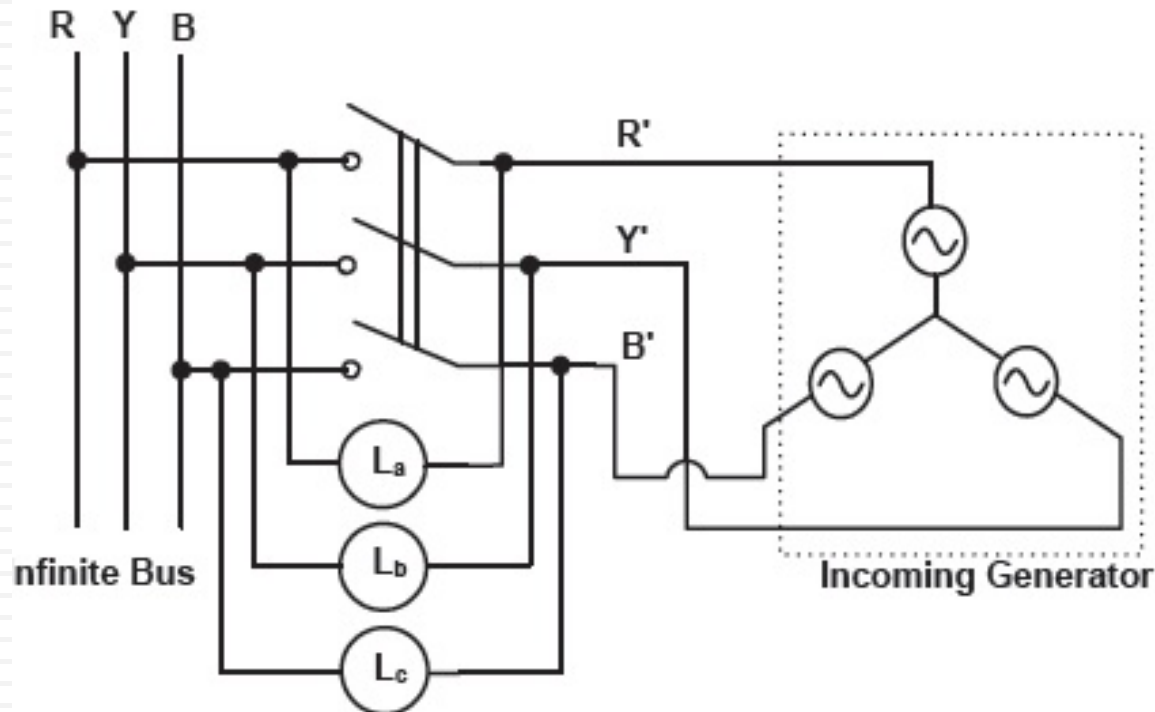 R Y B
R'
Y'
B'
La
Lb
Lc
nfinite Bus
Incoming Generator